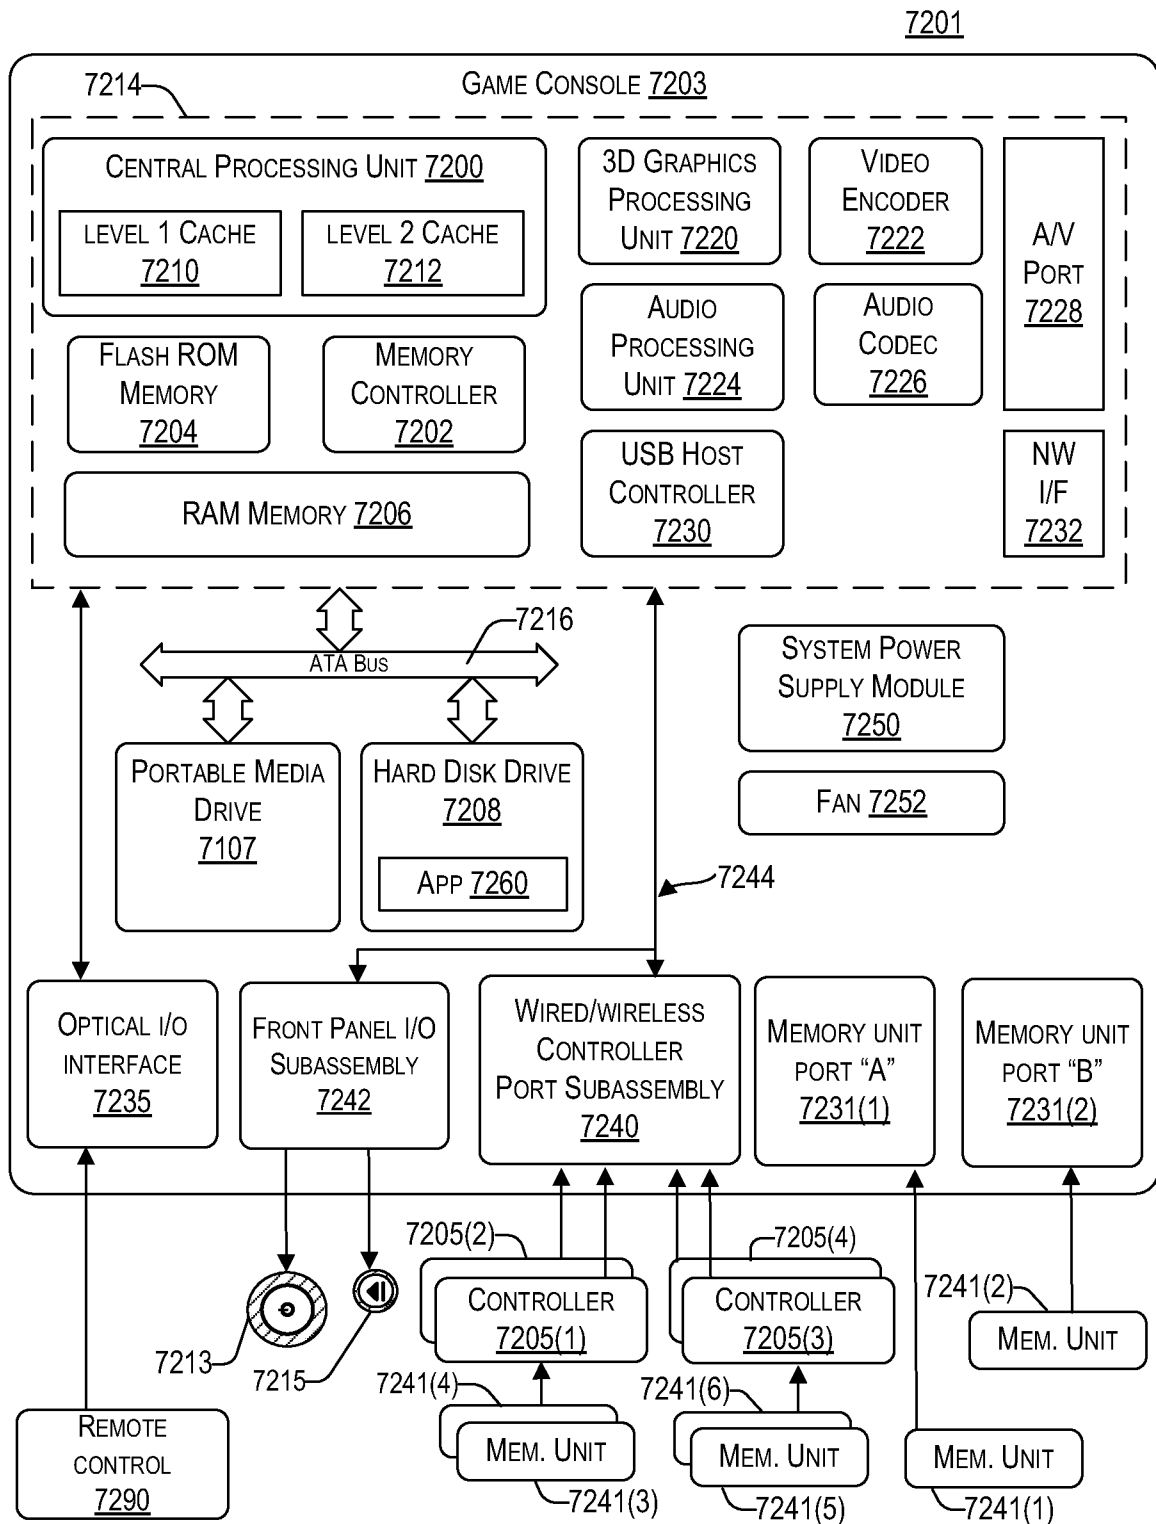 7201
GAME CONSOLE 7203
7214
CENTRAL PROCESSING UNIT 7200
LEVEL 1 CACHE
7210
LEVEL 2 CACHE
7212
3D GRAPHICS
PROCESSING
UNIT 7220
VIDEO
ENCODER
7222
A/V
PORT
7228
FLASH ROM
MEMORY
7204
MEMORY
CONTROLLER
7202
AUDIO
PROCESSING
UNIT 7224
AUDIO
CODEC
7226
RAM MEMORY 7206
USB HOST
CONTROLLER
7230
NW
I/F
7232
7216
ATA BUS
SYSTEM POWER
SUPPLY MODULE
7250
PORTABLE MEDIA
DRIVE
7107
HARD DISK DRIVE
7208
APP 7260
FAN 7252
7244
OPTICAL I/O
INTERFACE
7235
FRONT PANEL I/O
SUBASSEMBLY
7242
WIRED/WIRELESS
CONTROLLER
PORT SUBASSEMBLY
7240
MEMORY UNIT
PORT “A”
7231(1)
MEMORY UNIT
PORT “B”
7231(2)
7205(2)
7205(4)
CONTROLLER
7205(1)
CONTROLLER
7205(3)
7241(2)
MEM. UNIT
7213
7215
7241(4)
7241(6)
REMOTE
CONTROL
7290
MEM. UNIT
MEM. UNIT
MEM. UNIT
7241(3)
7241(5)
7241(1)